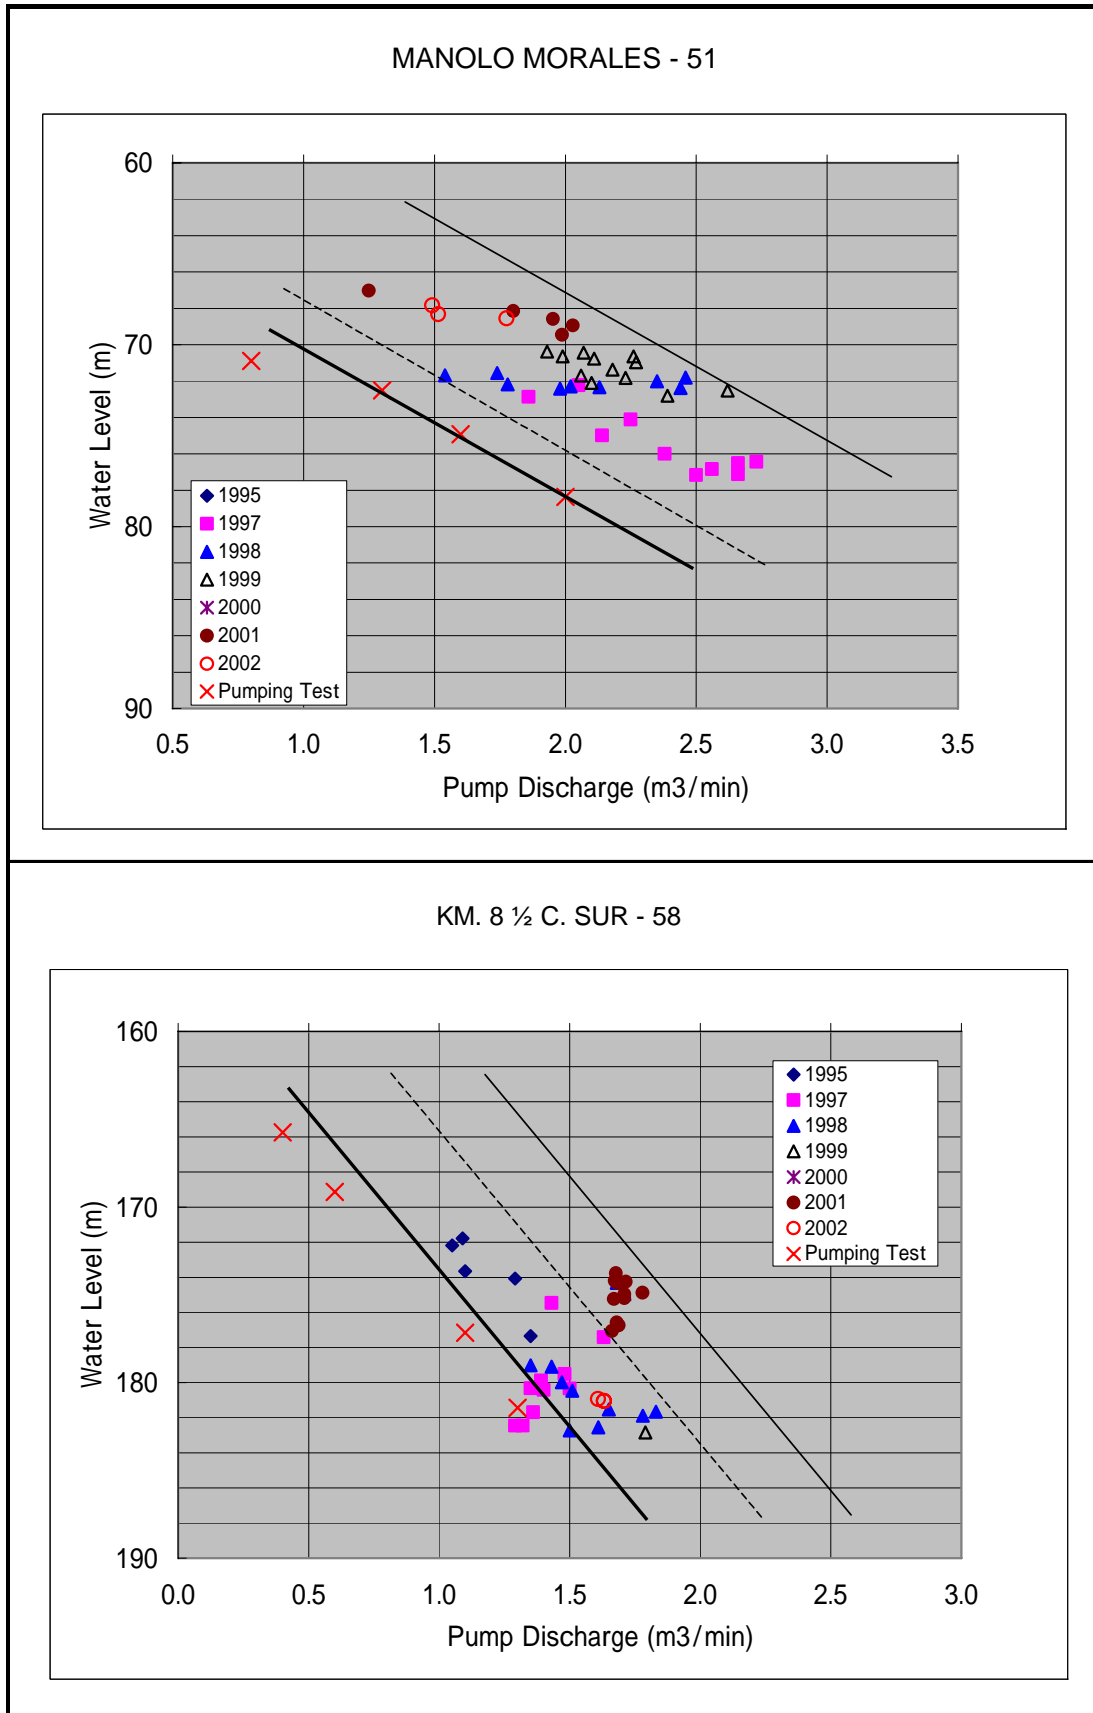 MANOLO MORALES - 51
60
70
80
90
Water Level (m)
1995
1997
1998
1999
2000
2001
2002
Pumping Test
0.5 1.0 1.5 2.0 2.5 3.0 3.5
Pump Discharge (m3/min)
KM. 8 ½ C. SUR - 58
160
170
180
190
Water Level (m)
1995
1997
1998
1999
2000
2001
2002
Pumping Test
0.0 0.5 1.0 1.5 2.0 2.5 3.0
Pump Discharge (m3/min)